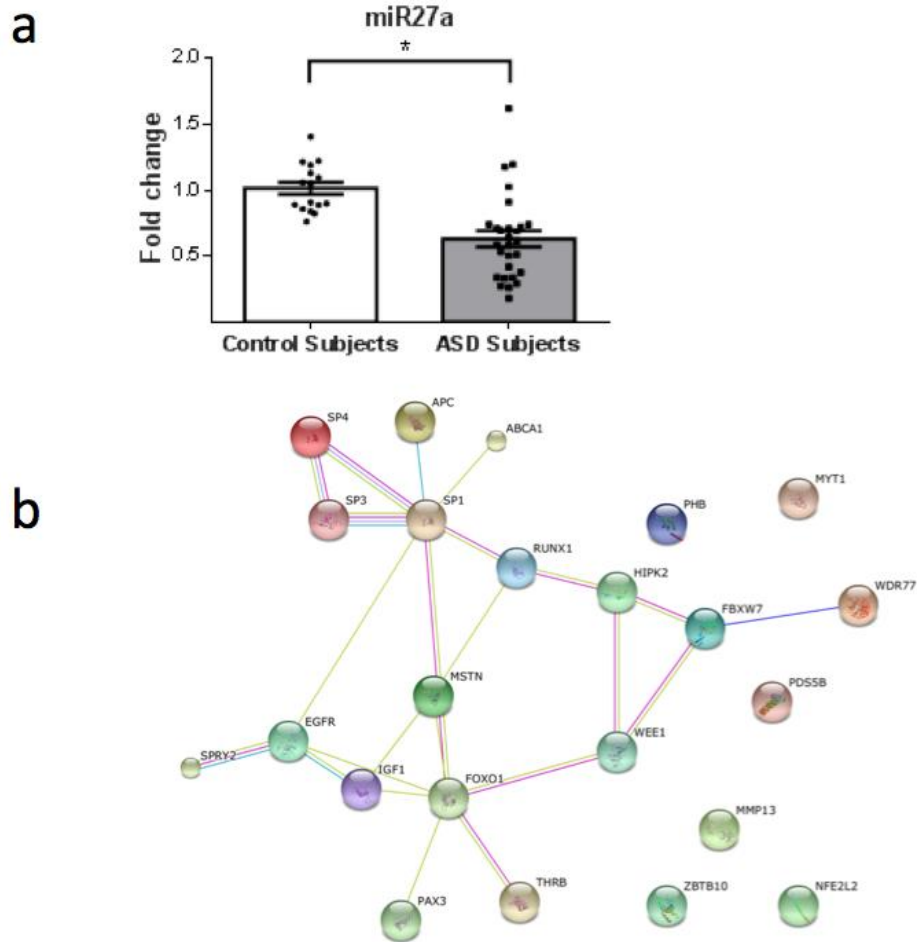 a
miR27a
*
2.0
1.5
1.0
0.5
Fold change
Control Subjects
ASD Subjects
b
SP4
APC
ABCA1
SP3
SP1
RUNX1
PHB
MYT1
HIPK2
WDR77
FBXW7
PDS5B
MSTN
EGFR
WEE1
SPRY2
IGF1
FOXO1
MMP13
PAX3
THRB
ZBTB10
NFE2L2